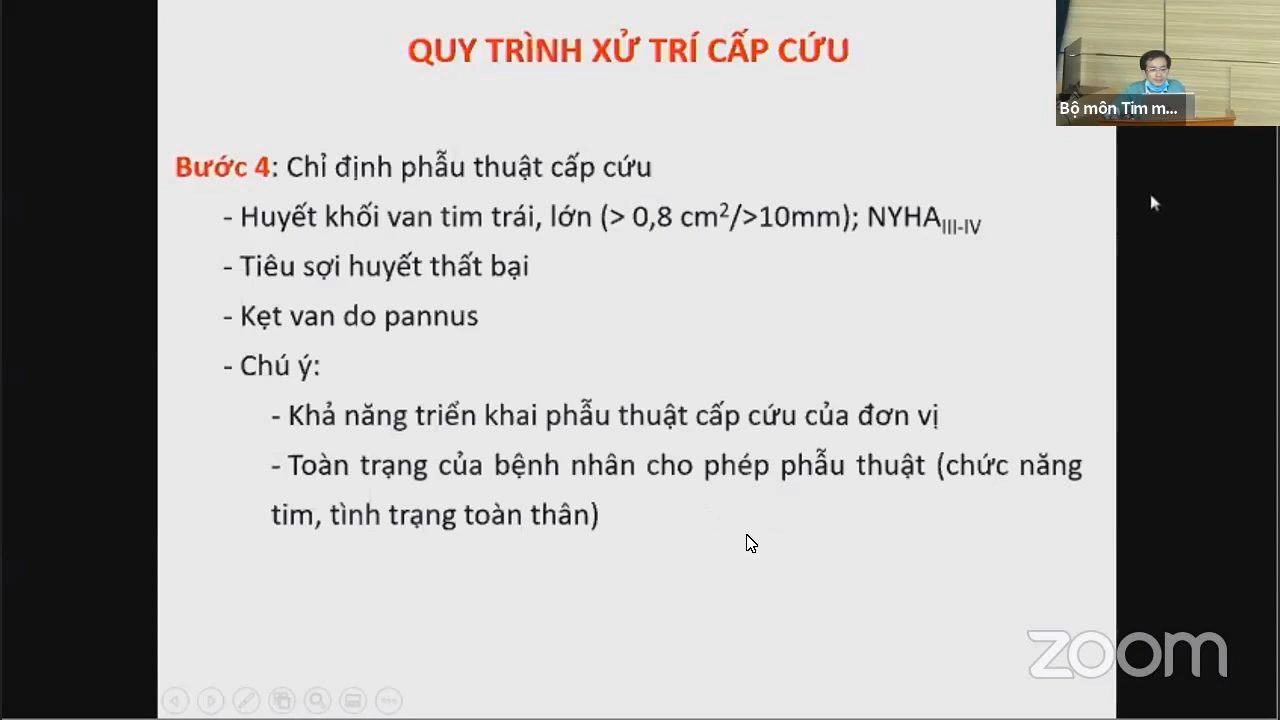 QUY TRÌNH XỬ TRÍ CẤP CỨU
Bộ môn Tim m...
Bước 4: Chỉ định phẫu thuật cấp cứu
- Huyết khối van tim trái, lớn (> 0,8 cm²/>10mm); NYHA III-IV
- Tiêu sợi huyết thất bại
- Kẹt van do pannus
- Chú ý:
- Khả năng triển khai phẫu thuật cấp cứu của đơn vị
- Toàn trạng của bệnh nhân cho phép phẫu thuật (chức năng
tim, tình trạng toàn thân)
zoom